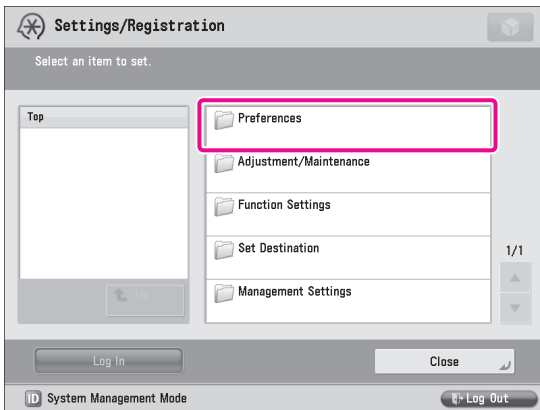 Settings/Registration
Select an item to set.
Top
Preferences
Adjustment/Maintenance
Function Settings
Set Destination
1/1
Management Settings
Up
Log In
Close
ID System Management Mode
Log Out